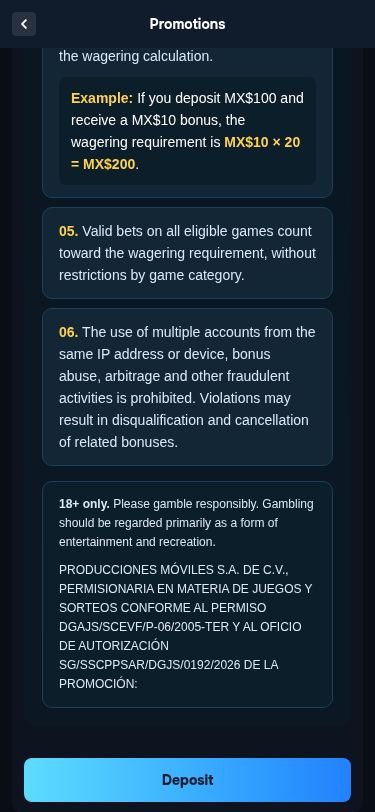 Promotions
the wagering calculation.
Example: If you deposit MX$100 and
receive a MX$10 bonus, the
wagering requirement is MX$10 × 20
= MX$200.
05. Valid bets on all eligible games count
toward the wagering requirement, without
restrictions by game category.
06. The use of multiple accounts from the
same IP address or device, bonus
abuse, arbitrage and other fraudulent
activities is prohibited. Violations may
result in disqualification and cancellation
of related bonuses.
18+ only. Please gamble responsibly. Gambling
should be regarded primarily as a form of
entertainment and recreation.
PRODUCCIONES MÓVILES S.A. DE C.V.,
PERMISIONARIA EN MATERIA DE JUEGOS Y
SORTEOS CONFORME AL PERMISO
DGAJS/SCEVF/P-06/2005-TER Y AL OFICIO
DE AUTORIZACIÓN
SG/SSCPPSAR/DGJS/0192/2026 DE LA
PROMOCIÓN:
Deposit